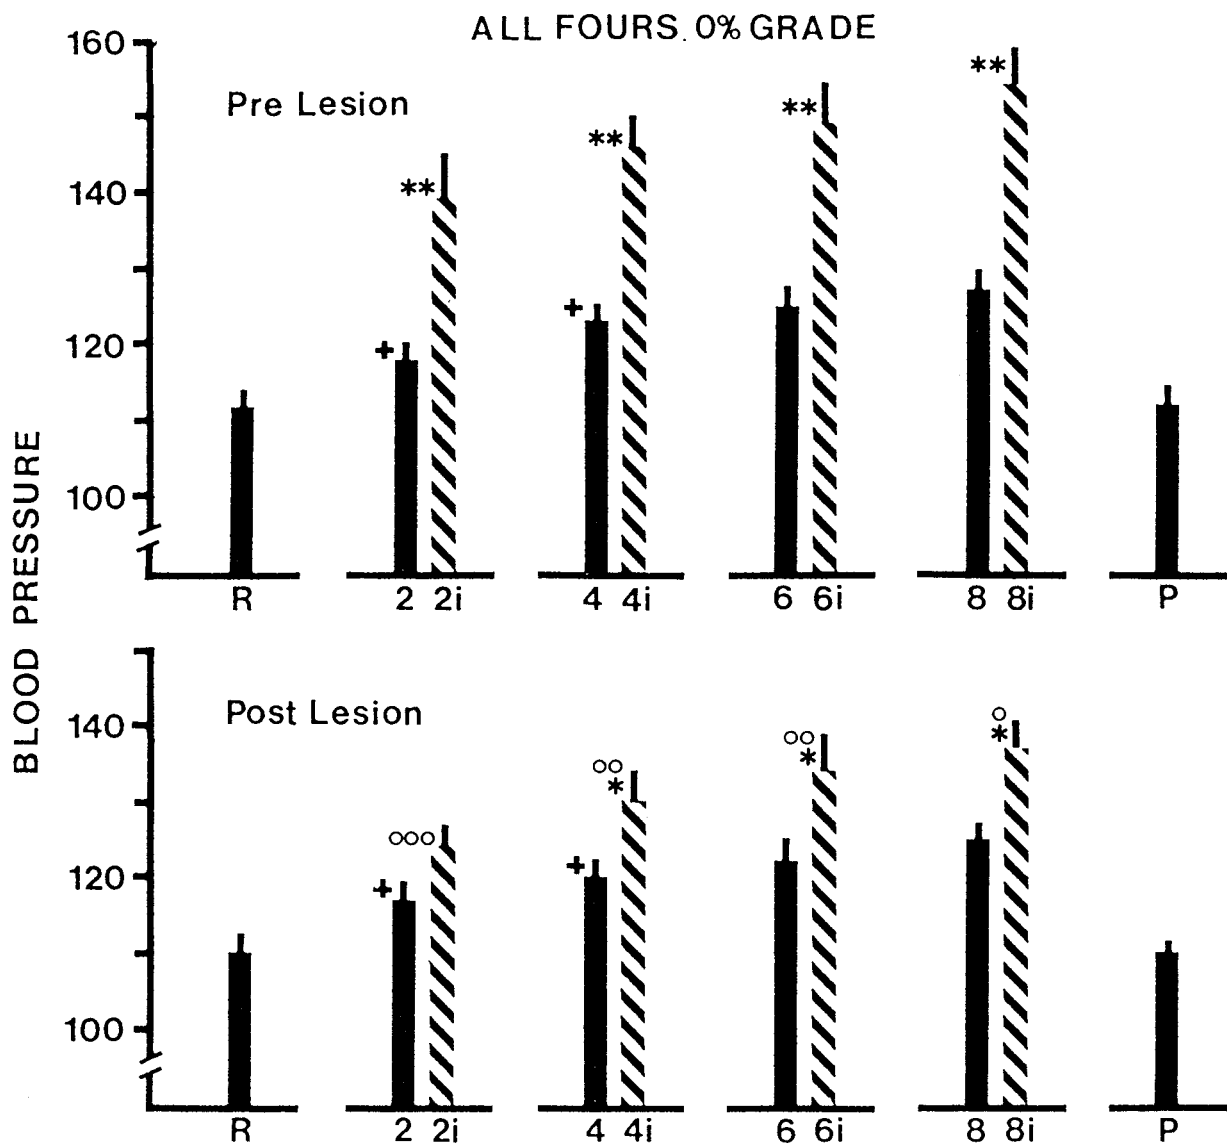 ALL FOURS. 0% GRADE
BLOOD PRESSURE
Pre Lesion
160
140
120
100
** ** ** **
+ +
R 2 2i 4 4i 6 6i 8 8i P
Post Lesion
140
120
100
○○○ ○○ * ○○ * ○ *
+ +
R 2 2i 4 4i 6 6i 8 8i P